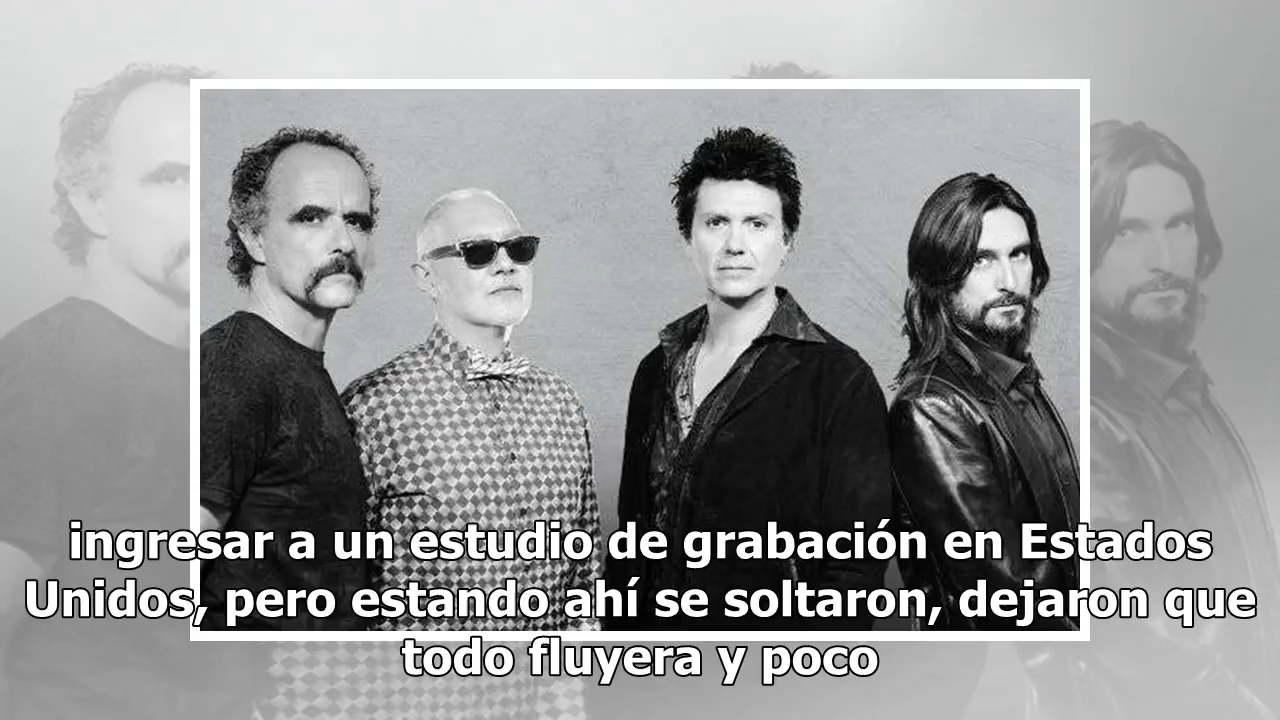 ingresar a un estudio de grabación en Estados
Unidos, pero estando ahí se soltaron, dejaron que
todo fluyera y poco